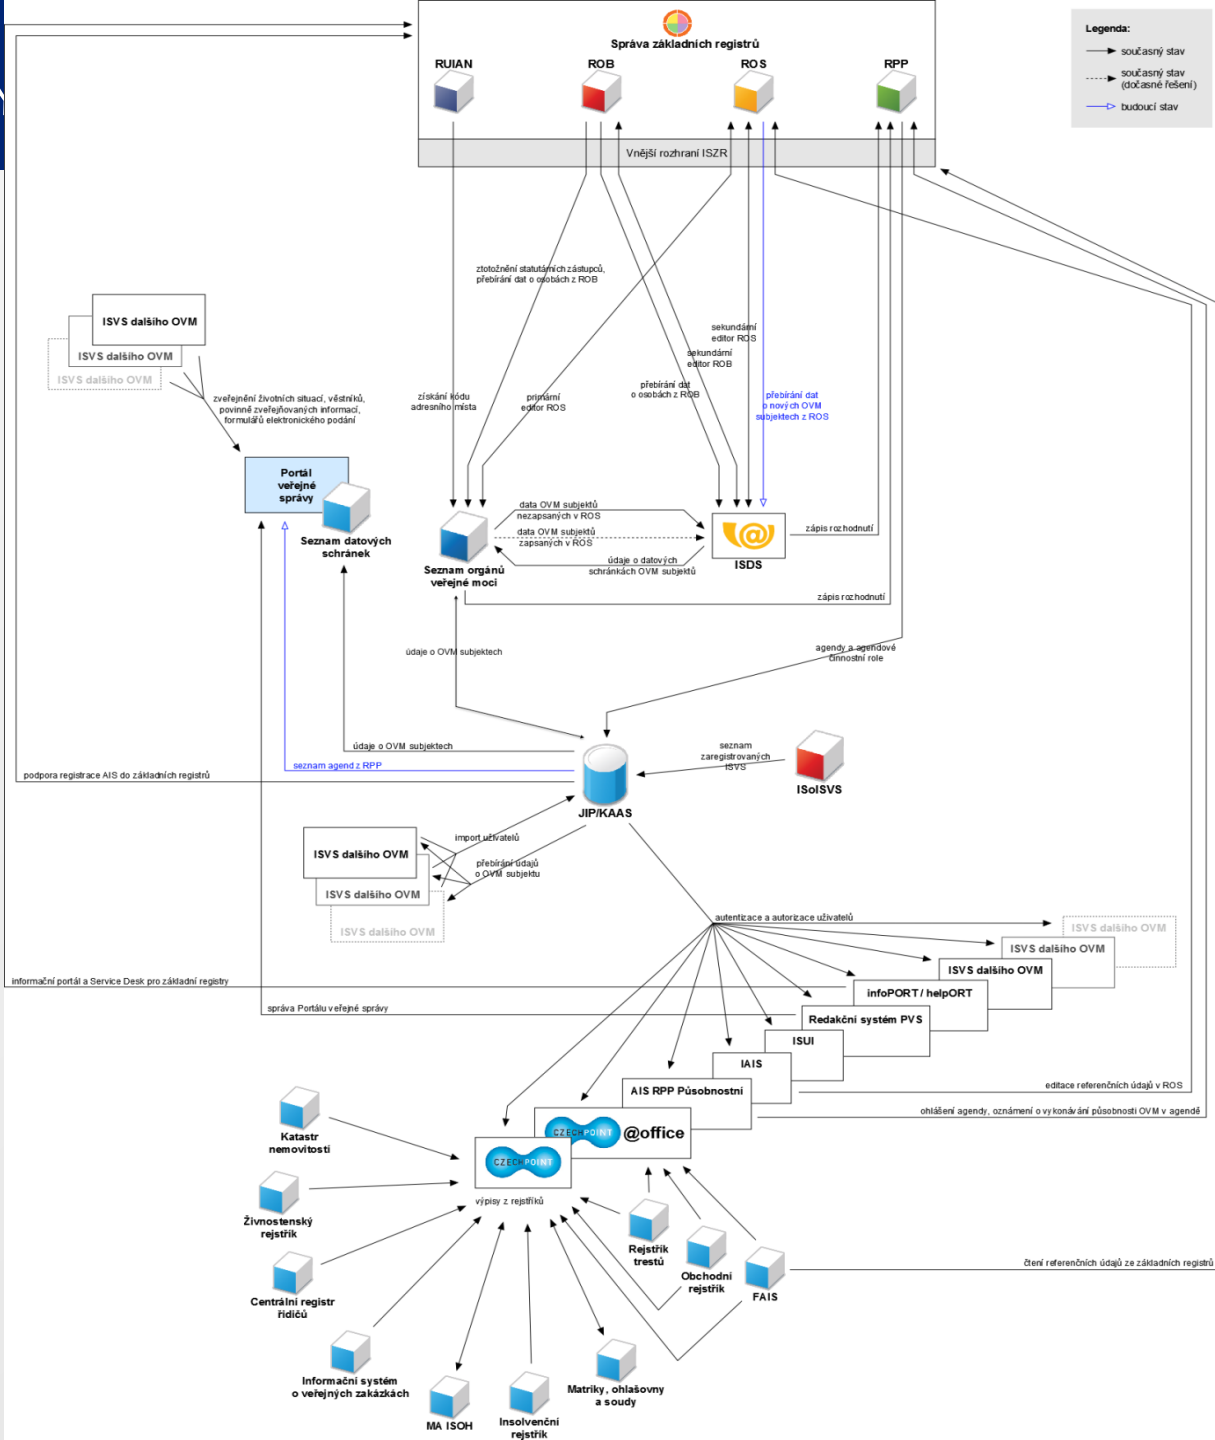 Správa základních registrů
RUIAN
ROB
ROS
RPP
Vnější rozhraní ISZR
Legenda:
současný stav
současný stav
(dočasné řešení)
budoucí stav
ztotožnění statutárních zástupců,
přebírání dat o osobách z ROB
ISVS dalšího OVM
ISVS dalšího OVM
ISVS dalšího OVM
sekundární
editor ROS
sekundární
editor ROB
přebírání dat
o osobách z ROB
získání kódu
adresního místa
primární
editor ROS
přebírání dat
o nových OVM
subjektech z ROS
zveřejnění životních situací, věstníků,
povinně zveřejňovaných informací,
formulářů elektronického podání
Portál
veřejné
správy
Seznam datových
schránek
data OVM subjektů
nezapsaných v ROS
data OVM subjektů
zapsaných v ROS
údaje o datových
schránkách OVM subjektů
Seznam orgánů
veřejné moci
ISDS
zápis rozhodnutí
zápis rozhodnutí
údaje o OVM subjektech
agendy a agendové
činnostní role
údaje o OVM subjektech
seznam agend z RPP
podpora registrace AIS do základních registrů
seznam
zaregistrovaných
ISVS
ISoISVS
JIP/KAAS
import uživatelů
přebírání údajů
o OVM subjektu
ISVS dalšího OVM
ISVS dalšího OVM
ISVS dalšího OVM
autentizace a autorizace uživatelů
ISVS dalšího OVM
ISVS dalšího OVM
ISVS dalšího OVM
infoPORT / helpORT
Redakční systém PVS
ISUI
IAIS
AIS RPP Působnostní
CZECHPOINT @office
CZECHPOINT
informační portál a Service Desk pro základní registry
správa Portálu veřejné správy
editace referenčních údajů v ROS
ohlášení agendy, oznámení o vykonávání působnosti OVM v agendě
výpisy z rejstříků
Katastr
nemovitostí
Živnostenský
rejstřík
Centrální registr
řidičů
Informační systém
o veřejných zakázkách
MA ISOH
Insolvenční
rejstřík
Matriky, ohlašovny
a soudy
Rejstřík
trestů
Obchodní
rejstřík
FAIS
čtení referenčních údajů ze základních registrů